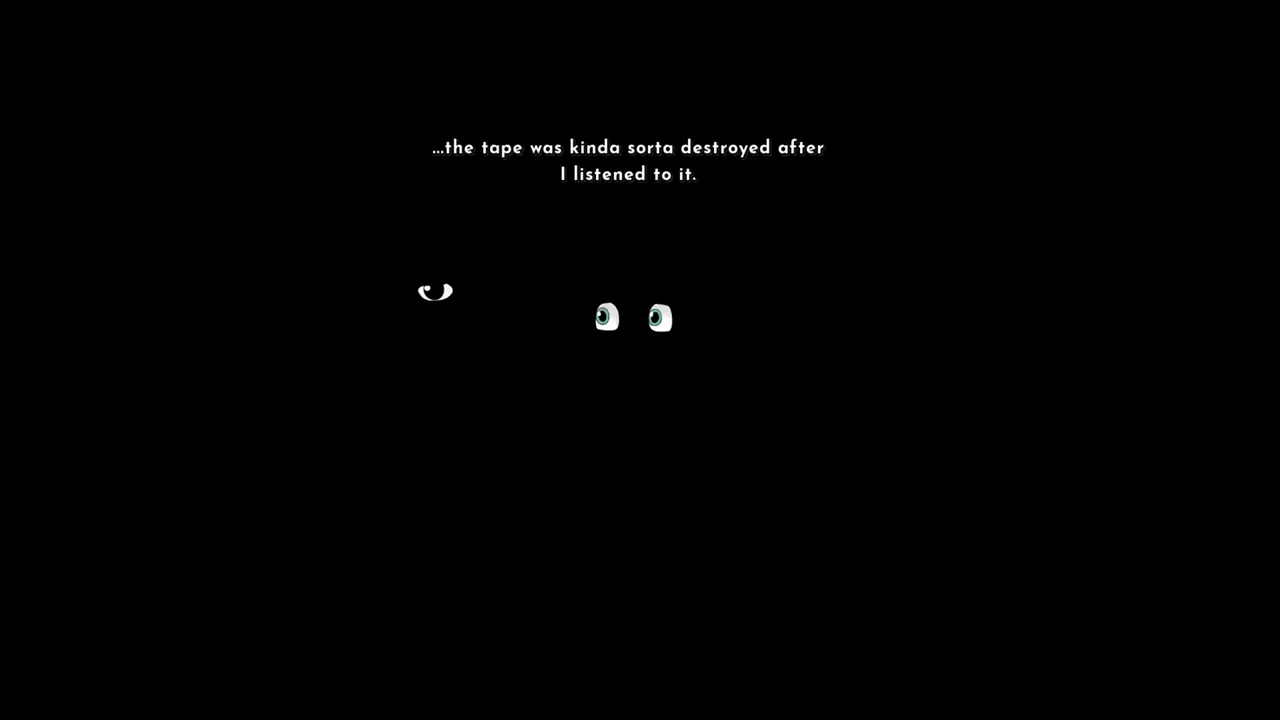 ...the tape was kinda sorta destroyed after
I listened to it.